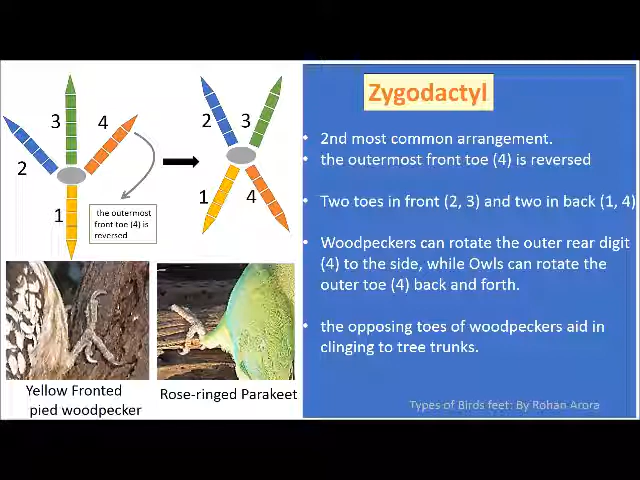 Zygodactyl
3
4
2
1
the outermost
front toe (4) is
reversed
2
3
1
4
Yellow Fronted
pied woodpecker
Rose-ringed Parakeet
• 2nd most common arrangement.
• the outermost front toe (4) is reversed
• Two toes in front (2, 3) and two in back (1, 4)
• Woodpeckers can rotate the outer rear digit
(4) to the side, while Owls can rotate the
outer toe (4) back and forth.
• the opposing toes of woodpeckers aid in
clinging to tree trunks.
Types of Birds feet: By Rohan Arora